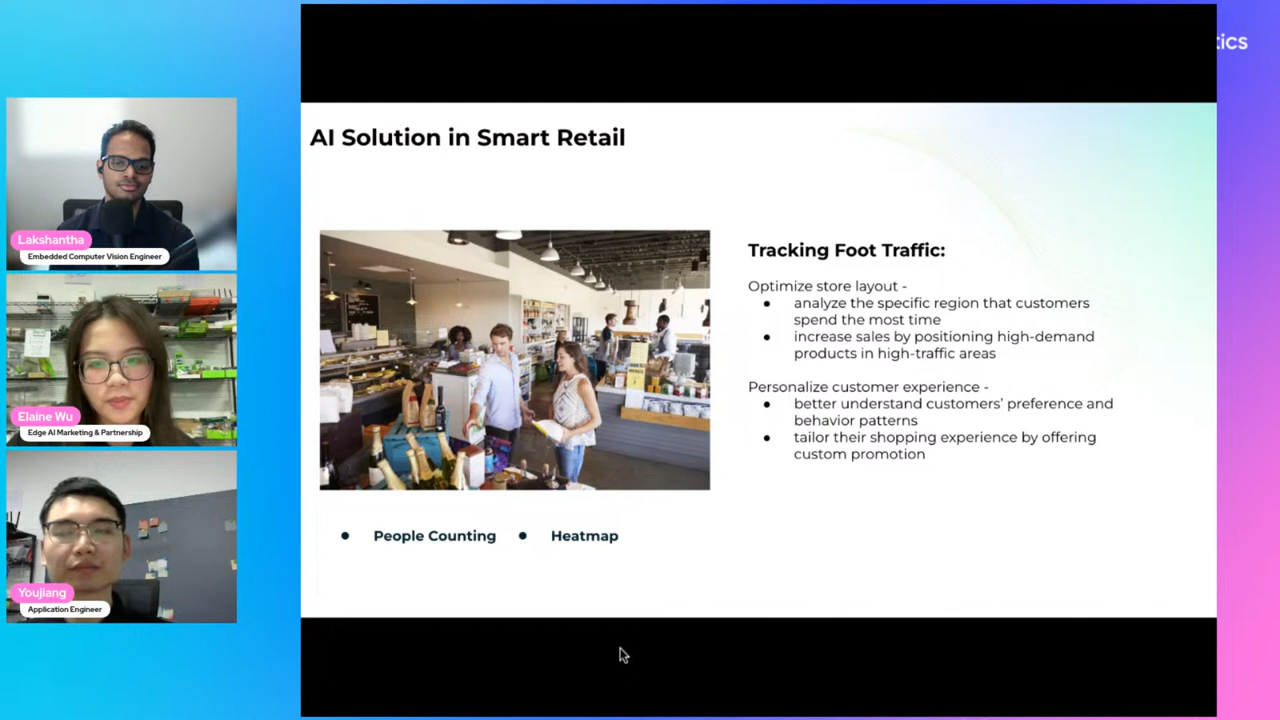 tics
Lakshantha
Embedded Computer Vision Engineer
Elaine Wu
Edge AI Marketing & Partnership
Youjiang
Application Engineer
AI Solution in Smart Retail
Tracking Foot Traffic:
Optimize store layout -
● analyze the specific region that customers
spend the most time
● increase sales by positioning high-demand
products in high-traffic areas
Personalize customer experience -
● better understand customers’ preference and
behavior patterns
● tailor their shopping experience by offering
custom promotion
● People Counting ● Heatmap